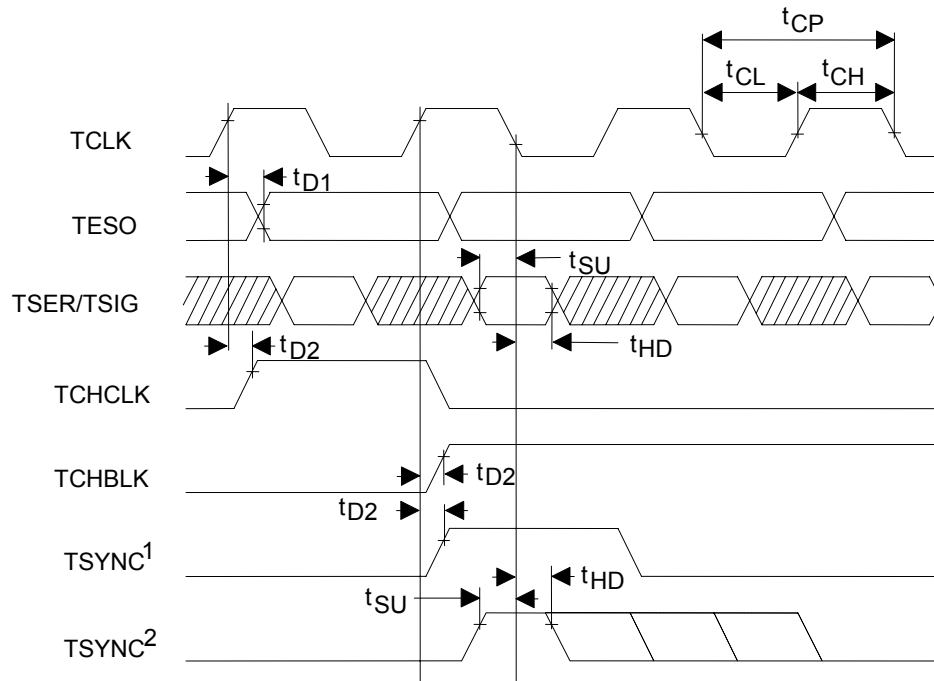 tCP
tCL tCH
TCLK
tD1
TESO
tSU
TSER/TSIG
tD2 tHD
TCHCLK
TCHBLK
tD2
tD2
TSYNC1
tHD
tSU
TSYNC2